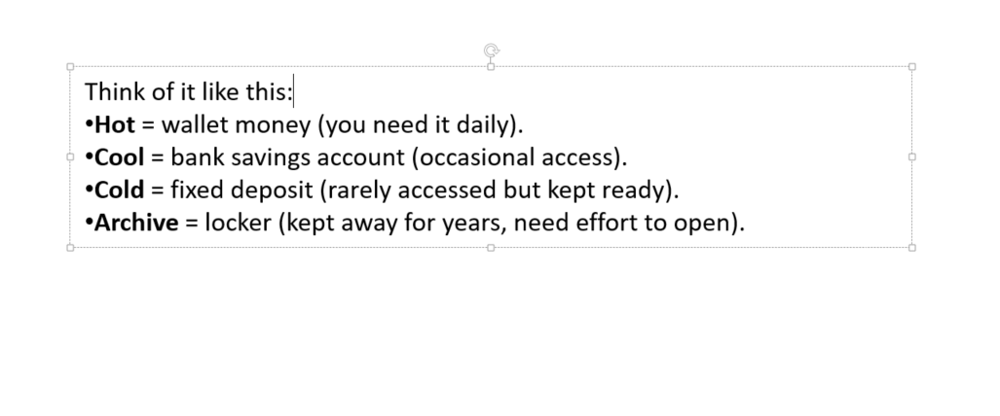 Think of it like this:
•Hot = wallet money (you need it daily).
•Cool = bank savings account (occasional access).
•Cold = fixed deposit (rarely accessed but kept ready).
•Archive = locker (kept away for years, need effort to open).